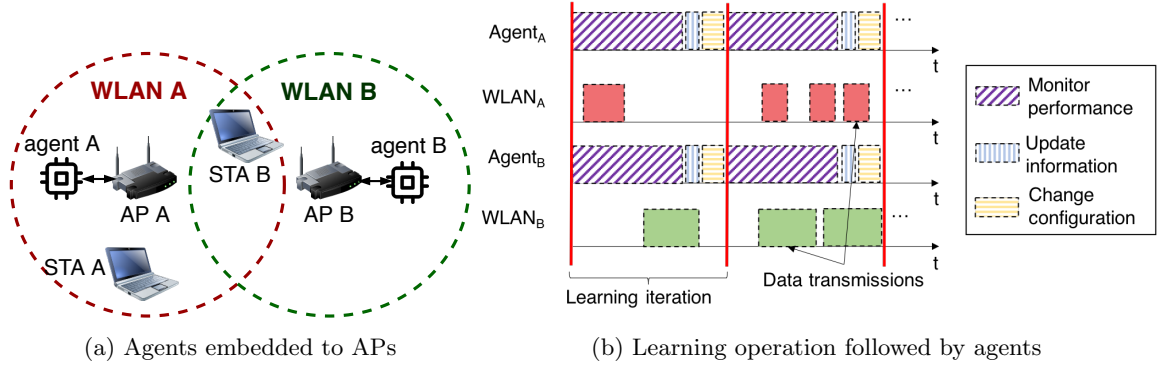 WLAN A
WLAN B
agent A
STA B
agent B
AP A
AP B
STA A
(a) Agents embedded to APs
Agent_A
...
t
WLAN_A
...
t
Agent_B
t
WLAN_B
...
t
Learning iteration
Data transmissions
Monitor
performance
Update
information
Change
configuration
(b) Learning operation followed by agents